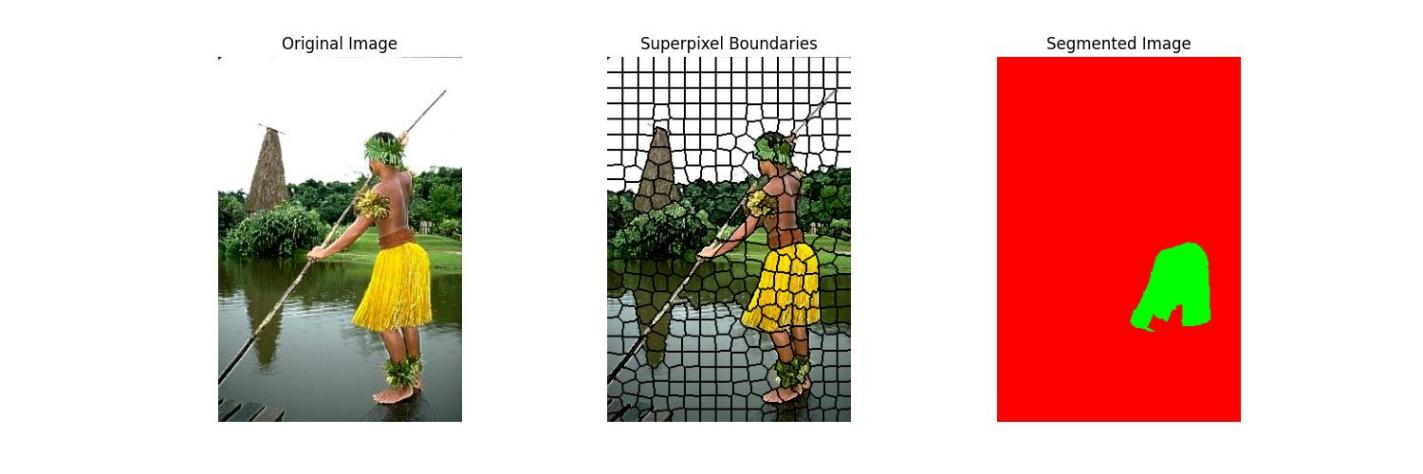 Original Image
Superpixel Boundaries
Segmented Image